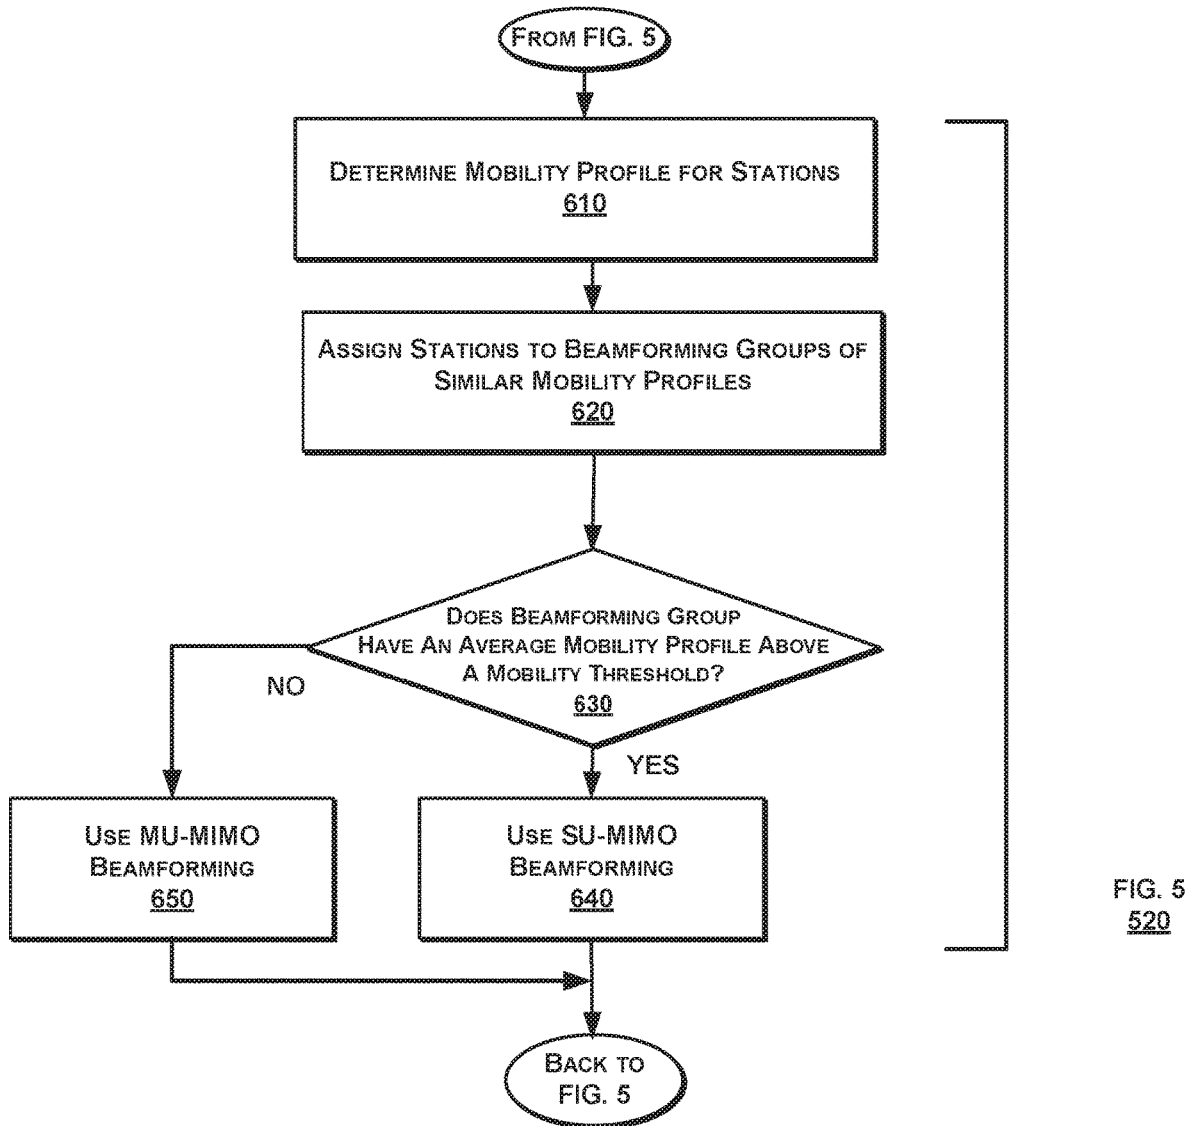 FROM FIG. 5
DETERMINE MOBILITY PROFILE FOR STATIONS
610
ASSIGN STATIONS TO BEAMFORMING GROUPS OF
SIMILAR MOBILITY PROFILES
620
DOES BEAMFORMING GROUP
HAVE AN AVERAGE MOBILITY PROFILE ABOVE
A MOBILITY THRESHOLD?
630
NO
YES
USE MU-MIMO
BEAMFORMING
650
USE SU-MIMO
BEAMFORMING
640
FIG. 5
520
BACK TO
FIG. 5